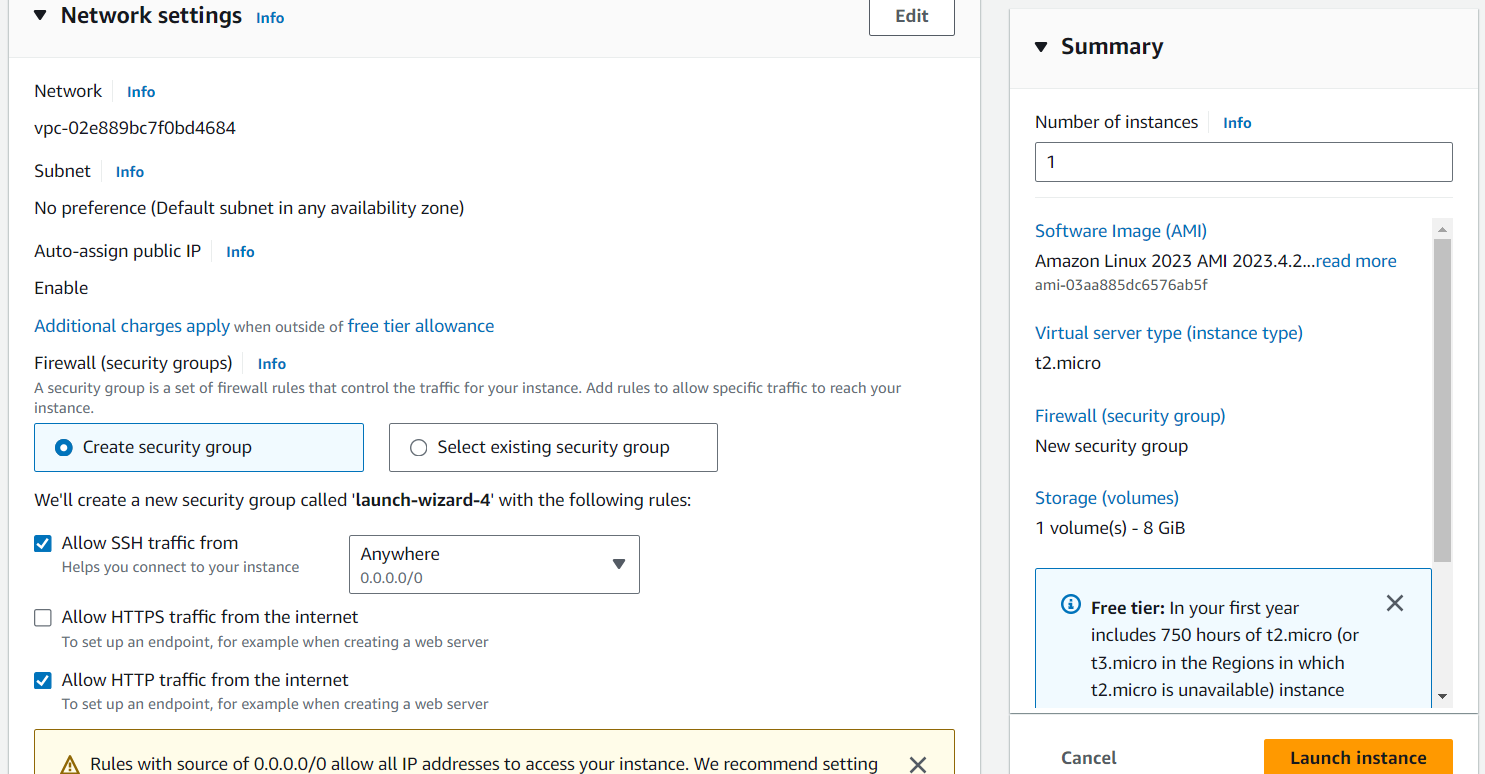 Network settings Info
Edit
Network Info
vpc-02e889bc7f0bd4684
Subnet Info
No preference (Default subnet in any availability zone)
Auto-assign public IP Info
Enable
Additional charges apply when outside of free tier allowance
Firewall (security groups) Info
A security group is a set of firewall rules that control the traffic for your instance. Add rules to allow specific traffic to reach your
instance.
Create security group
Select existing security group
We'll create a new security group called 'launch-wizard-4' with the following rules:
Allow SSH traffic from
Helps you connect to your instance
Anywhere
0.0.0.0/0
Allow HTTPS traffic from the internet
To set up an endpoint, for example when creating a web server
Allow HTTP traffic from the internet
To set up an endpoint, for example when creating a web server
Rules with source of 0.0.0.0/0 allow all IP addresses to access your instance. We recommend setting
Summary
Number of instances Info
1
Software Image (AMI)
Amazon Linux 2023 AMI 2023.4.2...read more
ami-03aa885dc6576ab5f
Virtual server type (instance type)
t2.micro
Firewall (security group)
New security group
Storage (volumes)
1 volume(s) - 8 GiB
Free tier: In your first year
includes 750 hours of t2.micro (or
t3.micro in the Regions in which
t2.micro is unavailable) instance
Cancel
Launch instance